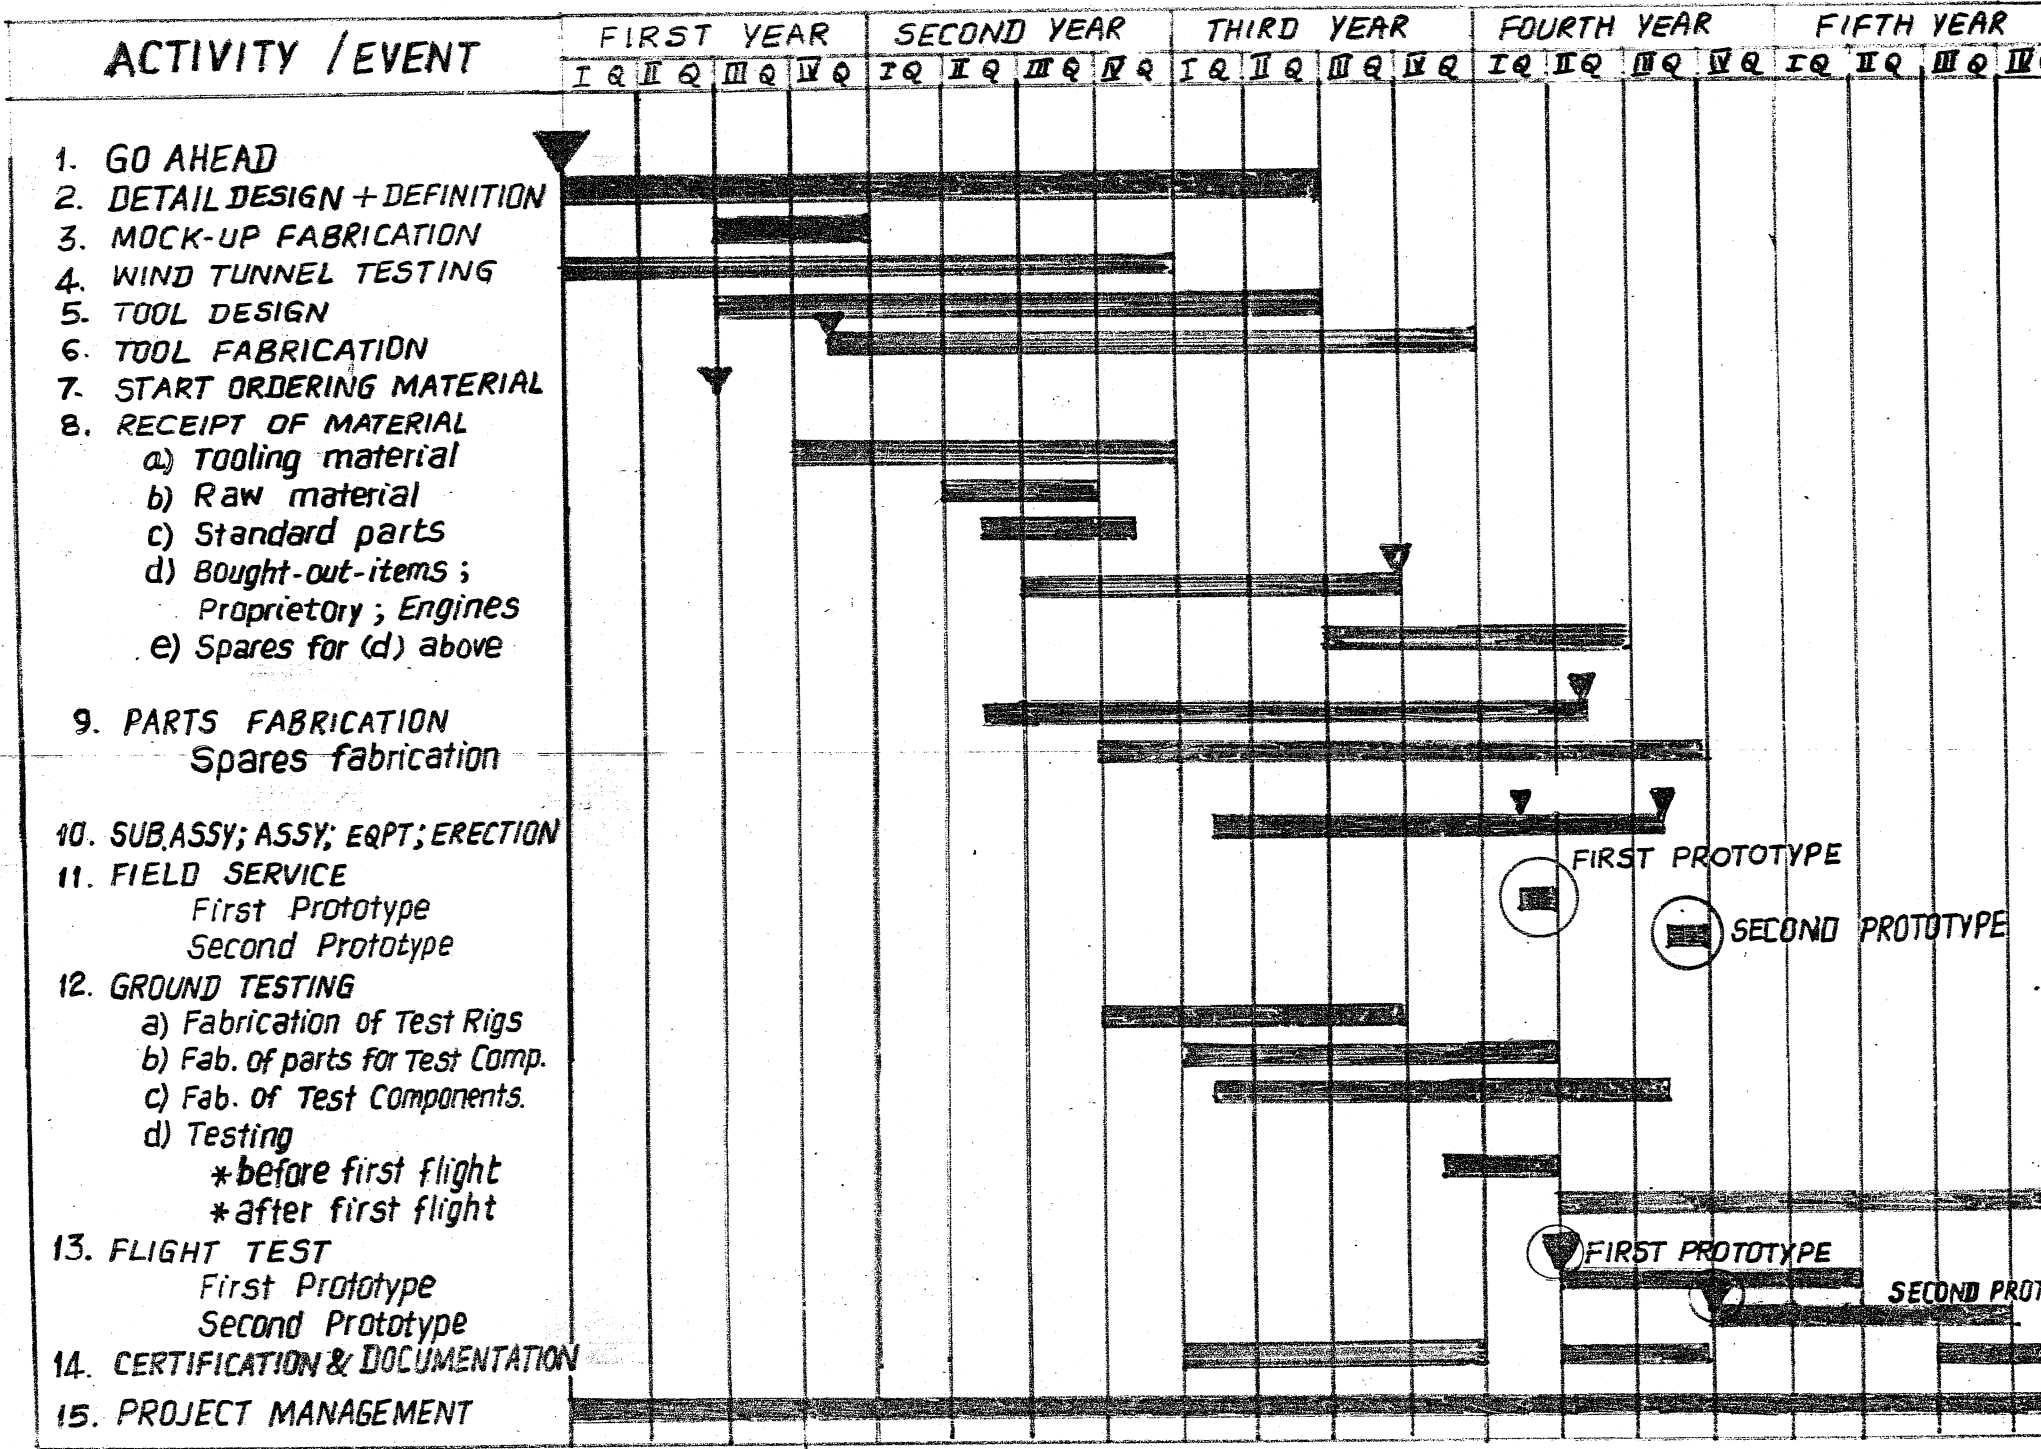 ACTIVITY / EVENT
FIRST YEAR SECOND YEAR THIRD YEAR FOURTH YEAR FIFTH YEAR
I Q II Q III Q IV Q I Q II Q III Q IV Q I Q II Q III Q IV Q I Q II Q III Q IV Q I Q II Q III Q IV
1. GO AHEAD
2. DETAIL DESIGN + DEFINITION
3. MOCK-UP FABRICATION
4. WIND TUNNEL TESTING
5. TOOL DESIGN
6. TOOL FABRICATION
7. START ORDERING MATERIAL
8. RECEIPT OF MATERIAL
a) Tooling material
b) Raw material
c) Standard parts
d) Bought-out-items ;
Proprietory ; Engines
e) Spares for (d) above
9. PARTS FABRICATION
Spares fabrication
10. SUB.ASSY; ASSY; EQPT; ERECTION
FIRST PROTOTYPE
11. FIELD SERVICE
First Prototype
Second Prototype
SECOND PROTOTYPE
12. GROUND TESTING
a) Fabrication of Test Rigs
b) Fab. of parts for Test Comp.
c) Fab. of Test Components.
d) Testing
* before first flight
* after first flight
13. FLIGHT TEST
FIRST PROTOTYPE
First Prototype
SECOND PROT
Second Prototype
14. CERTIFICATION & DOCUMENTATION
15. PROJECT MANAGEMENT